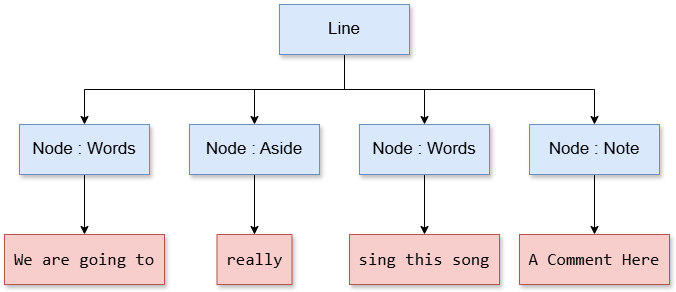 Line
Node : Words
Node : Aside
Node : Words
Node : Note
We are going to
really
sing this song
A Comment Here